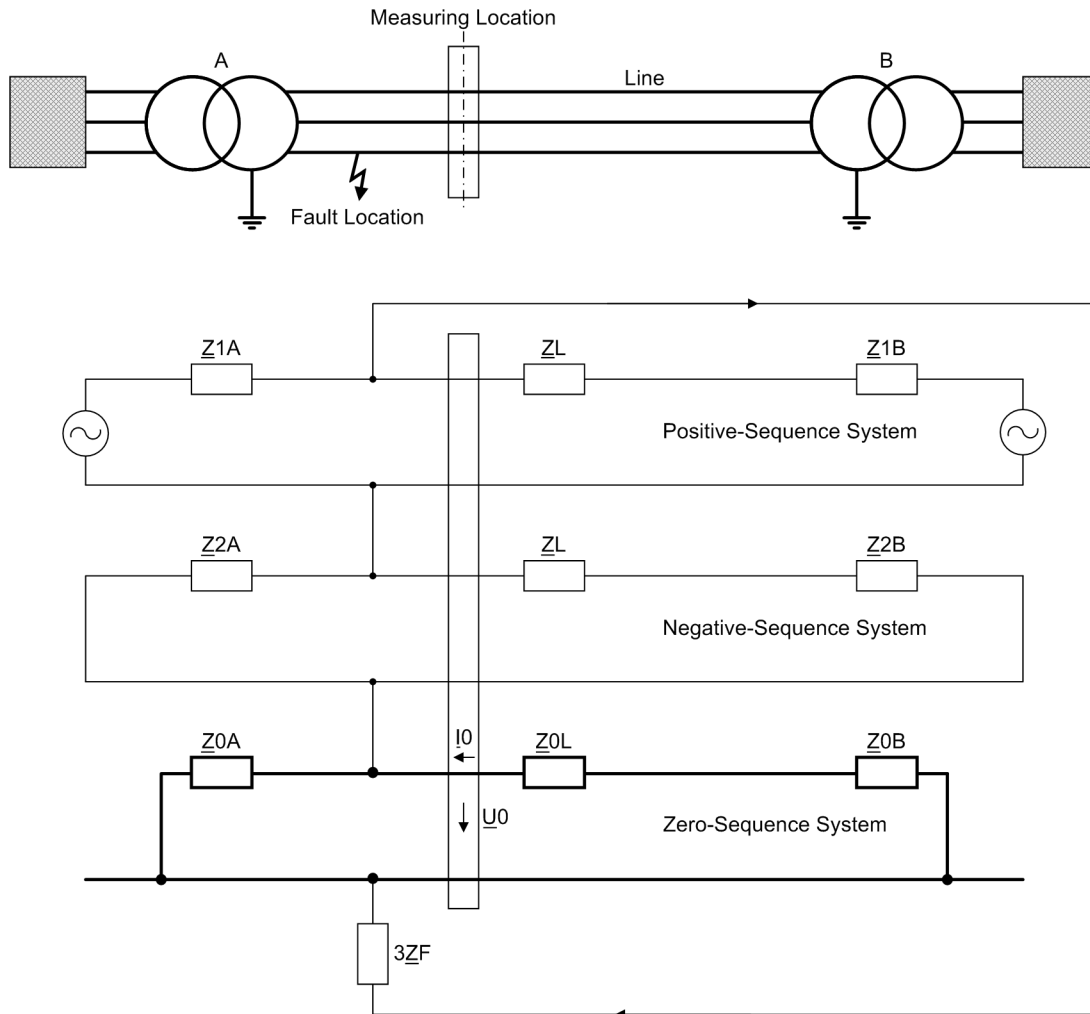 Measuring Location
A
B
Line
Fault Location
Z1A
ZL
Z1B
Positive-Sequence System
Z2A
ZL
Z2B
Negative-Sequence System
Z0A
I0
Z0L
Z0B
U0
Zero-Sequence System
3ZF